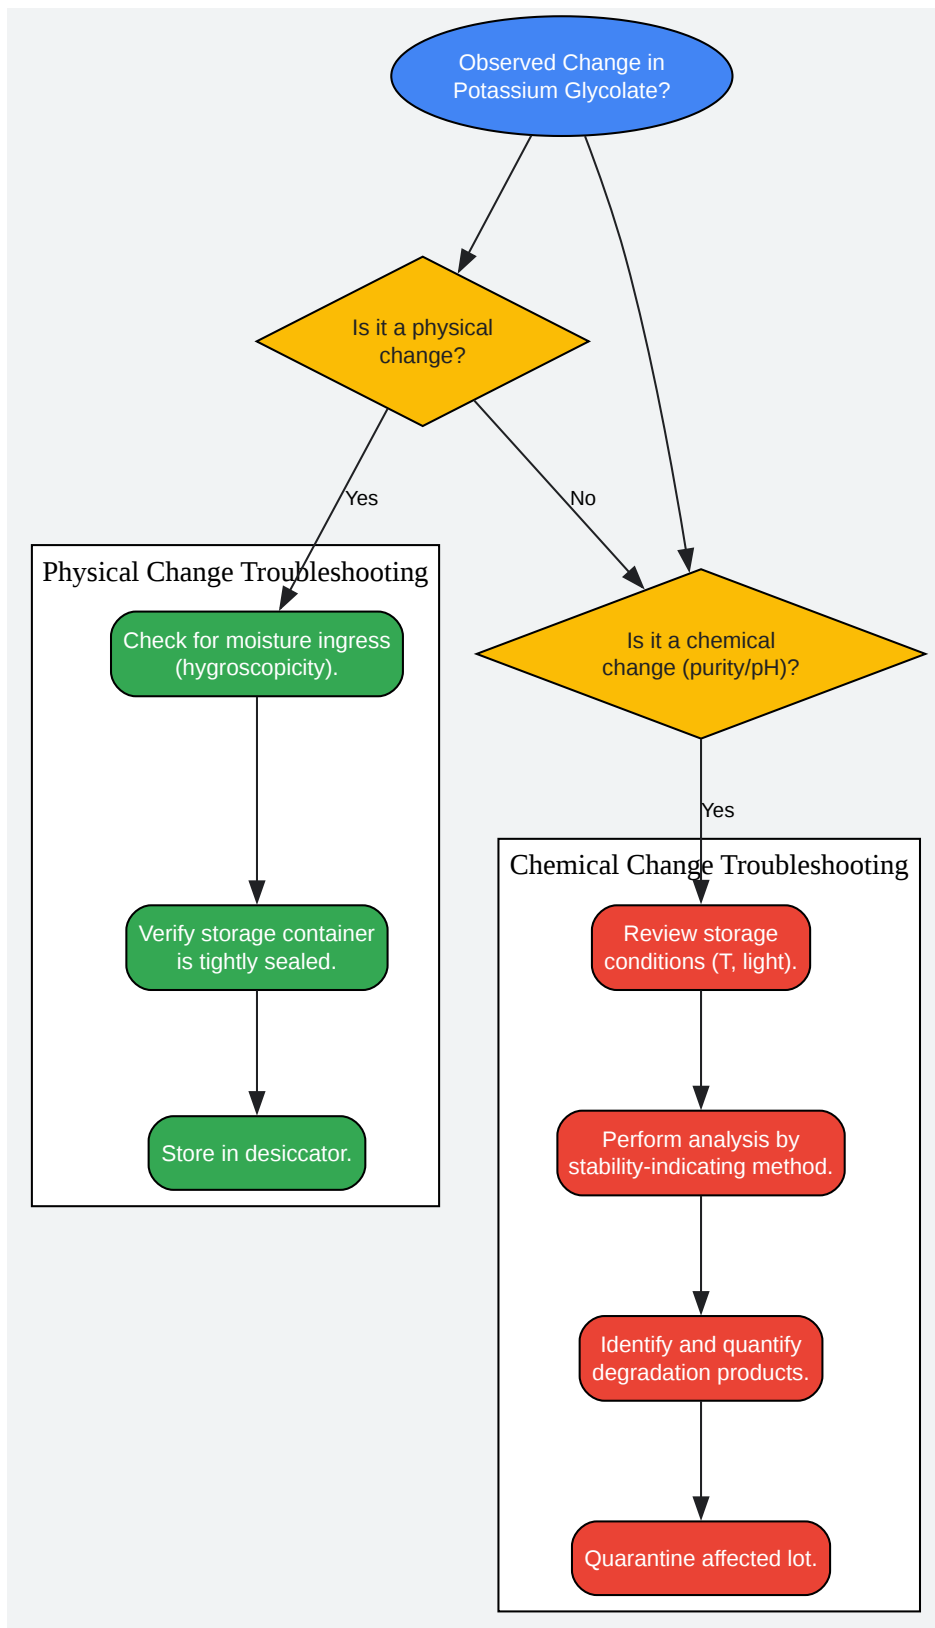 Observed Change in
Potassium Glycolate?
Is it a physical
change?
Yes
No
Physical Change Troubleshooting
Check for moisture ingress
(hygroscopicity).
Verify storage container
is tightly sealed.
Store in desiccator.
Is it a chemical
change (purity/pH)?
Yes
Chemical Change Troubleshooting
Review storage
conditions (T, light).
Perform analysis by
stability-indicating method.
Identify and quantify
degradation products.
Quarantine affected lot.